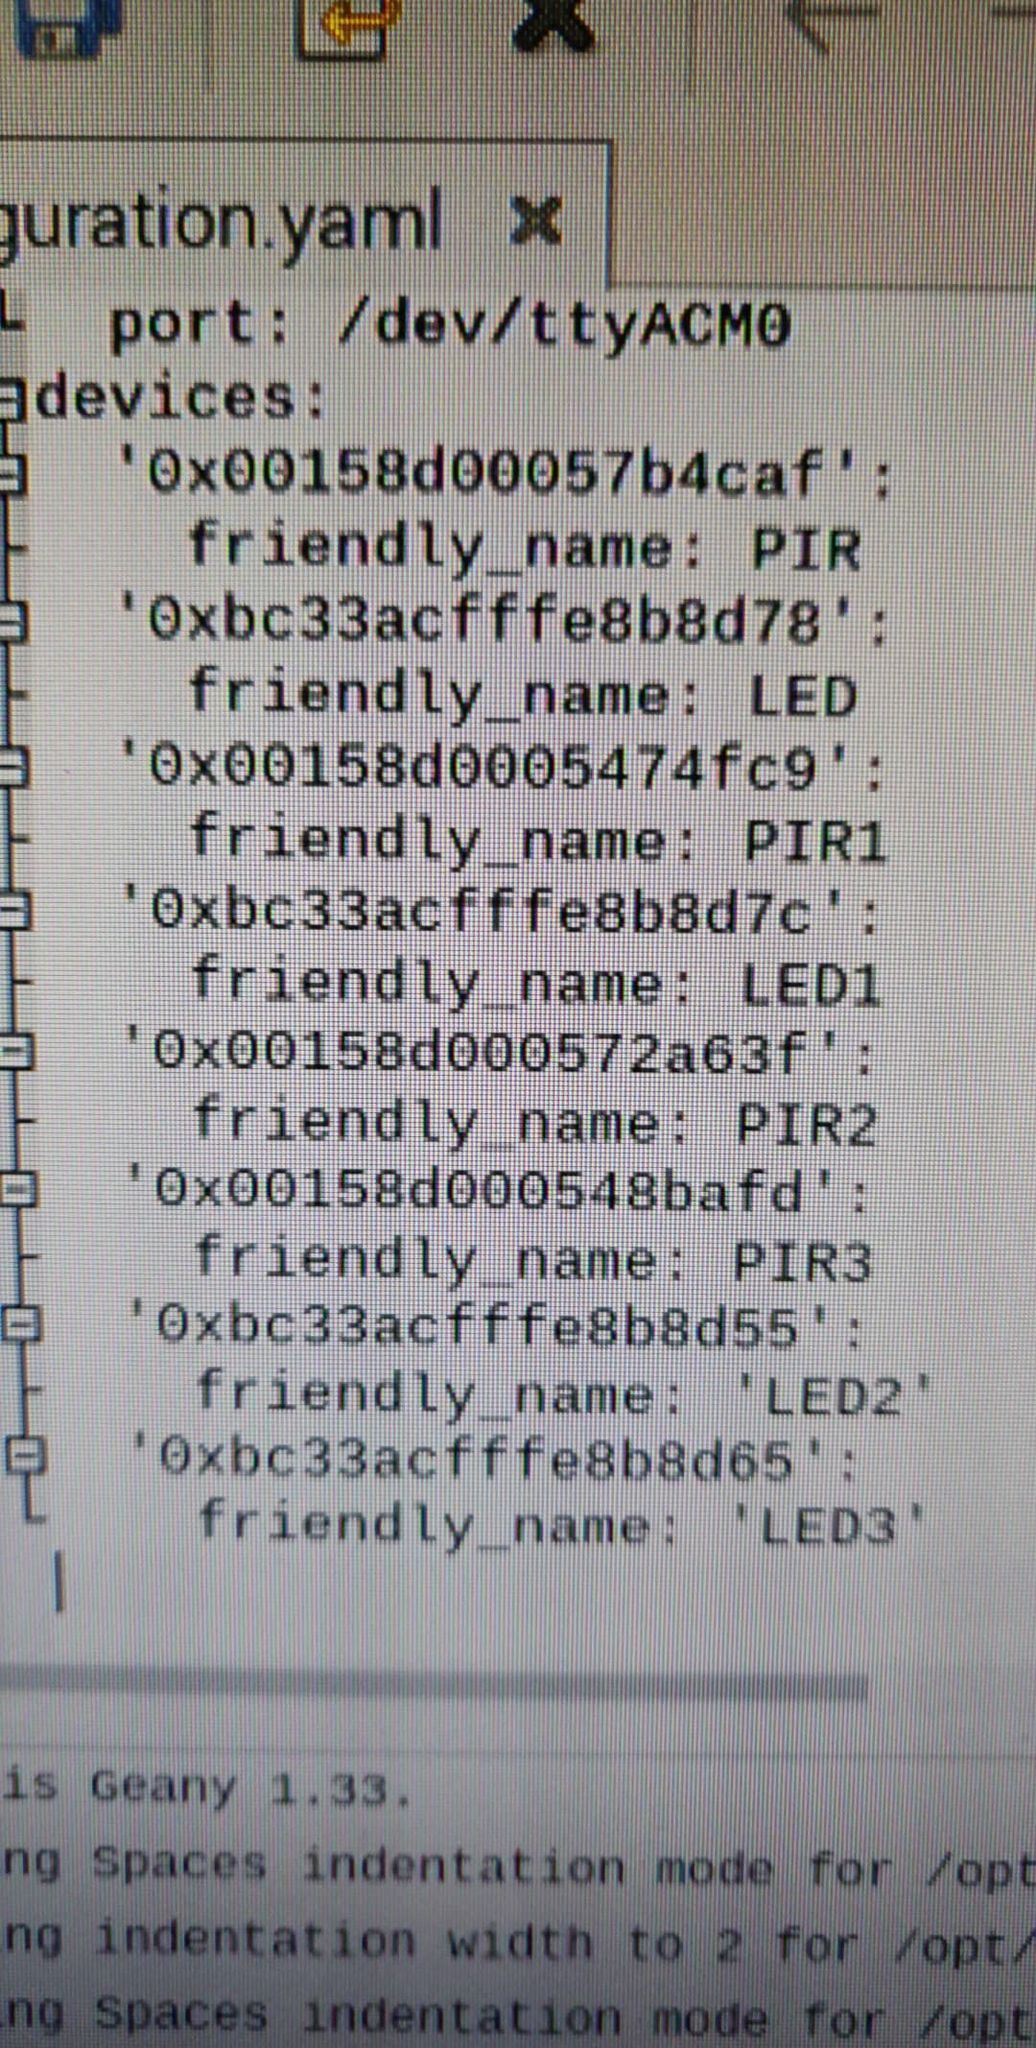 guration.yaml
port: /dev/ttyACM0
devices:
'0x00158d00057b4caf':
friendly_name: PIR
'0xbc33acfffe8b8d78':
friendly_name: LED
'0x00158d0005474fc9':
friendly_name: PIR1
'0xbc33acfffe8b8d7c':
friendly_name: LED1
'0x00158d000572a63f':
friendly_name: PIR2
'0x00158d000548bafd':
friendly_name: PIR3
'0xbc33acfffe8b8d55':
friendly_name: 'LED2'
'0xbc33acfffe8b8d65':
friendly_name: 'LED3'
is Geany 1.33.
ng Spaces indentation mode for /opt
ng indentation width to 2 for /opt/
ng Spaces indentation mode for /opt